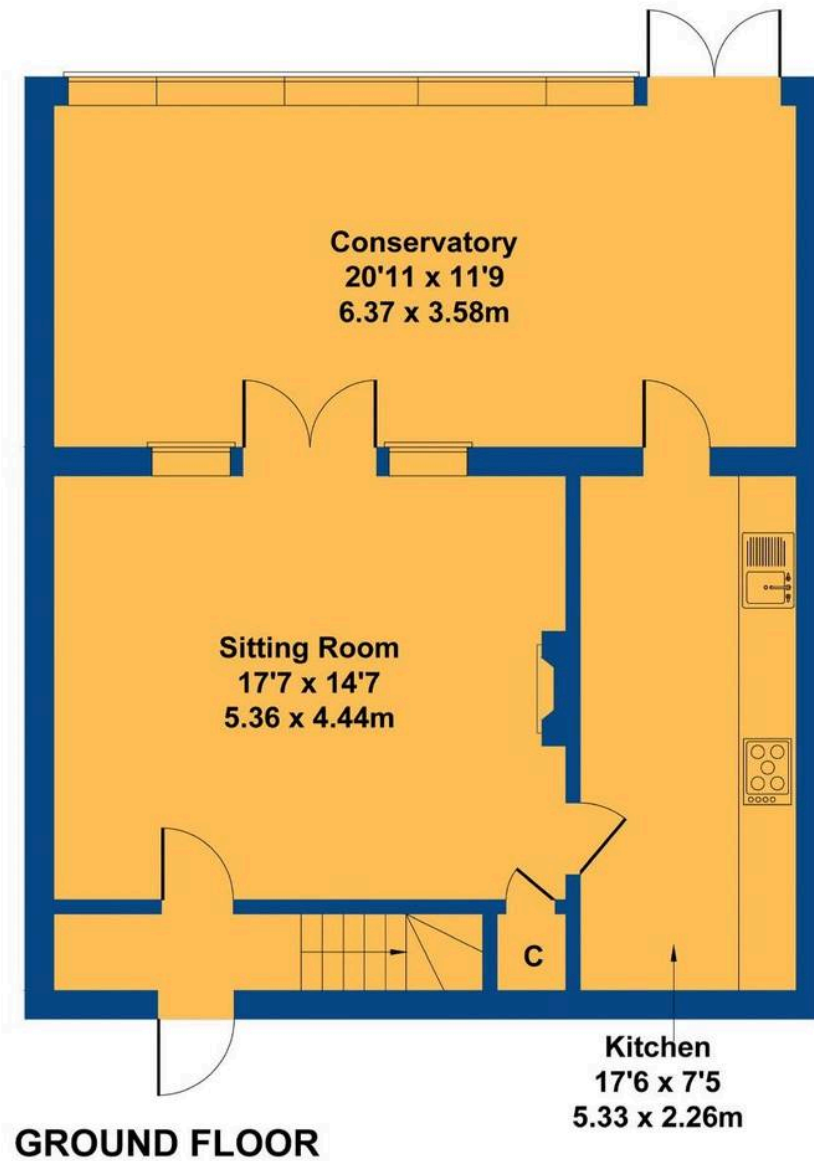 Conservatory
20'11 x 11'9
6.37 x 3.58m
Sitting Room
17'7 x 14'7
5.36 x 4.44m
C
Kitchen
17'6 x 7'5
5.33 x 2.26m
GROUND FLOOR